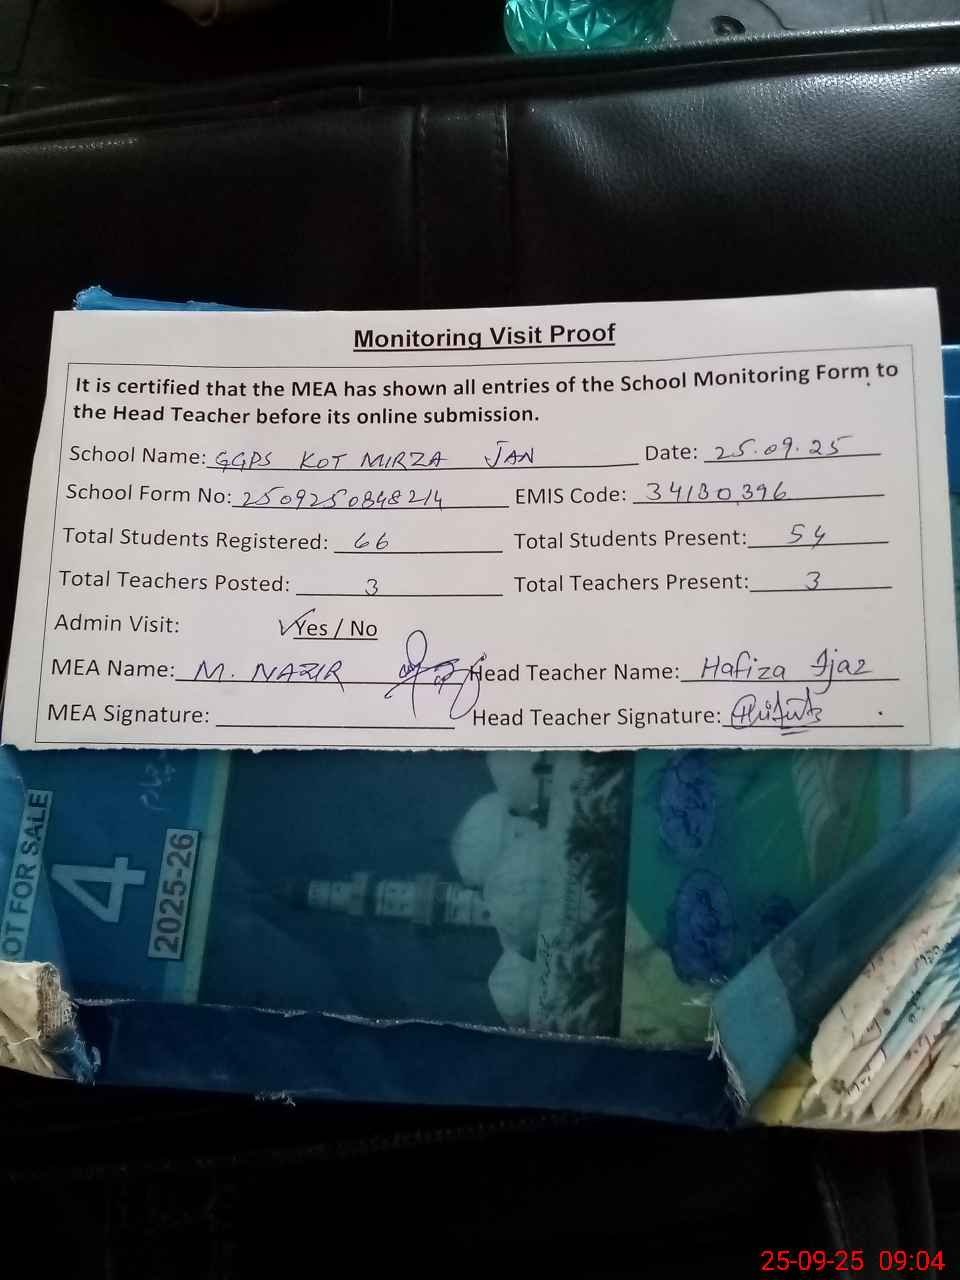 Monitoring Visit Proof
It is certified that the MEA has shown all entries of the School Monitoring Form to
the Head Teacher before its online submission.
School Name: GGPS KOT MIRZA JAN Date: 25.09.25
School Form No: 2509250848214 EMIS Code: 34130396
Total Students Registered: 66 Total Students Present: 54
Total Teachers Posted: 3 Total Teachers Present: 3
Admin Visit: ✓Yes / No
MEA Name: M. NAZIR Head Teacher Name: Hafiza Ijaz
MEA Signature: Head Teacher Signature:
OT FOR SALE
4
2025-26
25-09-25 09:04